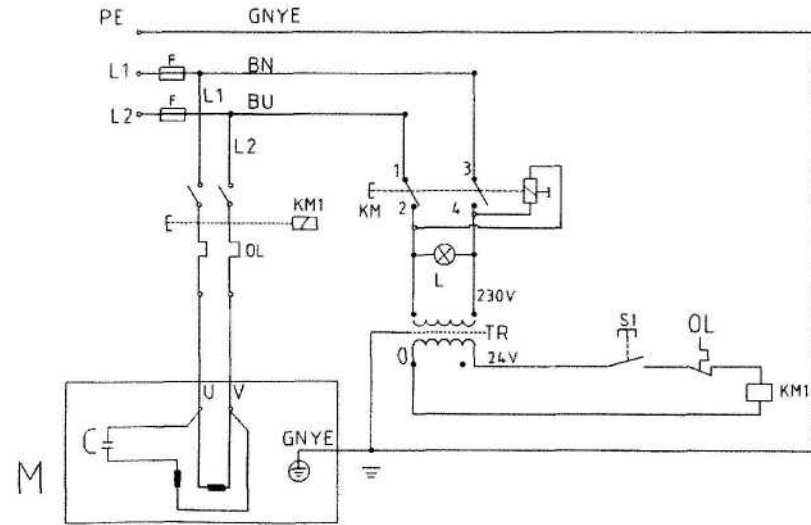 PE GNYE
L1 F BN
L1
L2 F BU
L2
1 3
KM 2 4
KM1
OL
L
230V
TR
0 24V
S1 OL
KM1
U V
C
GNYE
M